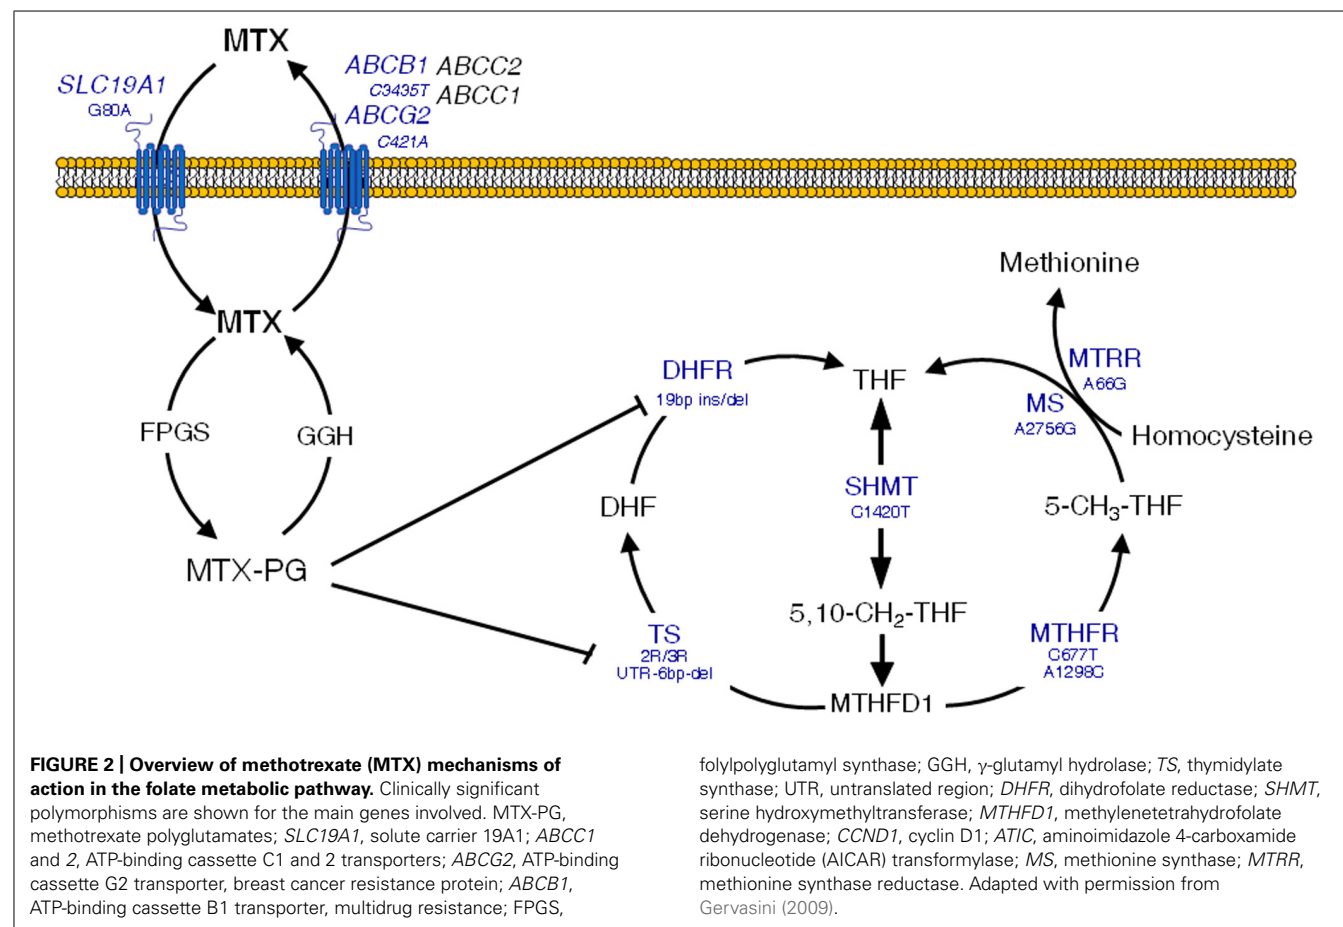 MTX
SLC19A1
G80A
ABCB1 ABCC2
C3435T ABCC1
ABCG2
C421A
MTX
FPGS
GGH
MTX-PG
DHFR
19bp ins/del
THF
DHF
SHMT
C1420T
TS
2R/3R
UTR-6bp-del
5,10-CH₂-THF
MTHFD1
Methionine
MTRR
A66G
MS
A2756G
Homocysteine
5-CH₃-THF
MTHFR
C677T
A1298C
FIGURE 2 | Overview of methotrexate (MTX) mechanisms of
action in the folate metabolic pathway. Clinically significant
polymorphisms are shown for the main genes involved. MTX-PG,
methotrexate polyglutamates; SLC19A1, solute carrier 19A1; ABCC1
and 2, ATP-binding cassette C1 and 2 transporters; ABCG2, ATP-binding
cassette G2 transporter, breast cancer resistance protein; ABCB1,
ATP-binding cassette B1 transporter, multidrug resistance; FPGS,
folylpolyglutamyl synthase; GGH, γ-glutamyl hydrolase; TS, thymidylate
synthase; UTR, untranslated region; DHFR, dihydrofolate reductase; SHMT,
serine hydroxymethyltransferase; MTHFD1, methylenetetrahydrofolate
dehydrogenase; CCND1, cyclin D1; ATIC, aminoimidazole 4-carboxamide
ribonucleotide (AICAR) transformylase; MS, methionine synthase; MTRR,
methionine synthase reductase. Adapted with permission from
Gervasini (2009).